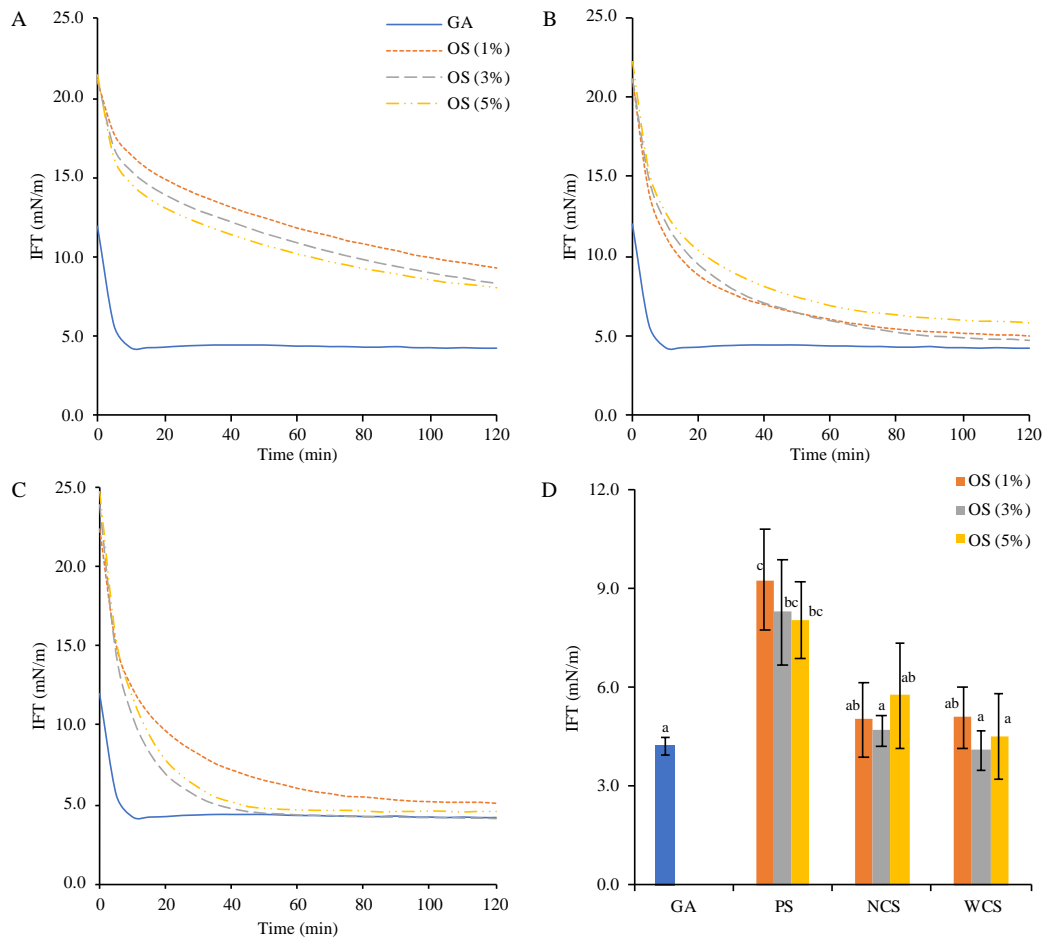 A
25.0
20.0
15.0
10.0
5.0
0.0
IFT (mN/m)
0 20 40 60 80 100 120
Time (min)
GA
OS (1%)
OS (3%)
OS (5%)
B
25.0
20.0
15.0
10.0
5.0
0.0
IFT (mN/m)
0 20 40 60 80 100 120
Time (min)
C
25.0
20.0
15.0
10.0
5.0
0.0
IFT (mN/m)
0 20 40 60 80 100 120
Time (min)
D
12.0
9.0
6.0
3.0
0.0
IFT (mN/m)
OS (1%)
OS (3%)
OS (5%)
a c bc bc ab a ab ab a a
GA PS NCS WCS